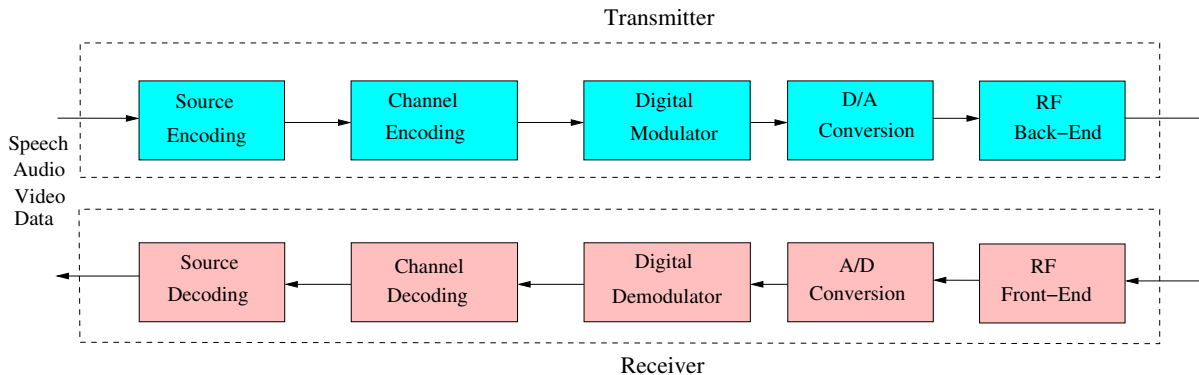 Transmitter
Source
Encoding
Channel
Encoding
Digital
Modulator
D/A
Conversion
RF
Back−End
Speech
Audio
Video
Data
Source
Decoding
Channel
Decoding
Digital
Demodulator
A/D
Conversion
RF
Front−End
Receiver